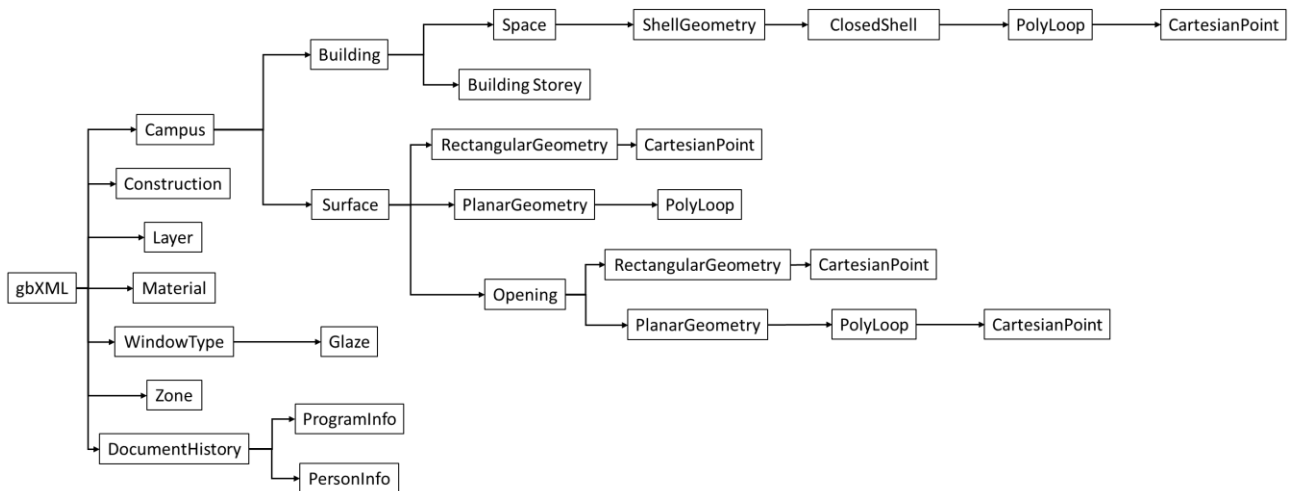 Space
ShellGeometry
ClosedShell
PolyLoop
CartesianPoint
Building
Building Storey
Campus
RectangularGeometry
CartesianPoint
Construction
Surface
PlanarGeometry
PolyLoop
Layer
RectangularGeometry
CartesianPoint
gbXML
Material
Opening
PlanarGeometry
PolyLoop
CartesianPoint
WindowType
Glaze
Zone
ProgramInfo
DocumentHistory
PersonInfo